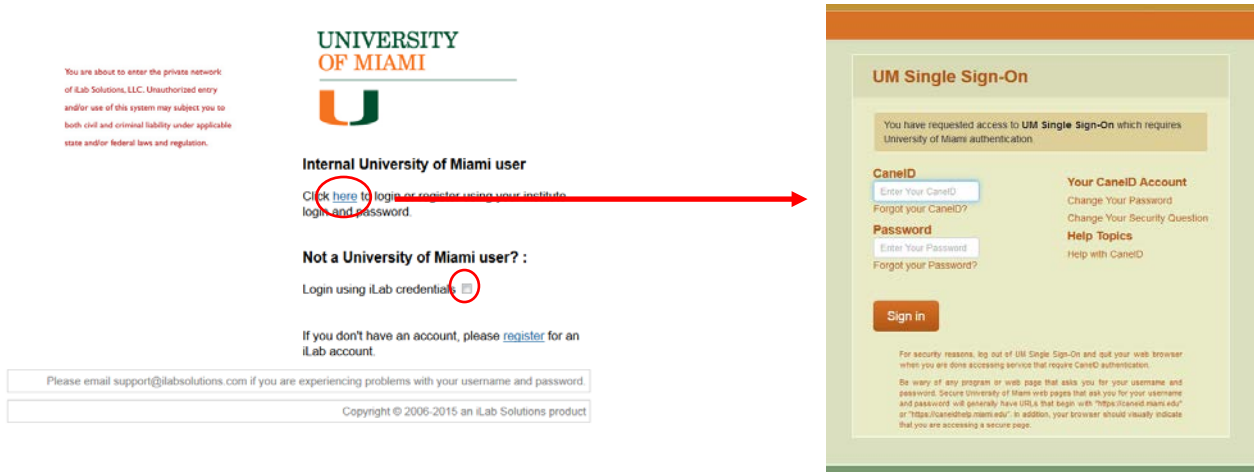 You are about to enter the private network
of iLab Solutions, LLC. Unauthorized entry
and/or use of this system may subject you to
both civil and criminal liability under applicable
state and/or federal laws and regulation.
UNIVERSITY
OF MIAMI
Internal University of Miami user
Click here to login or register using your institute
login and password.
Not a University of Miami user? :
Login using iLab credentials
If you don't have an account, please register for an
iLab account.
Please email support@ilabsolutions.com if you are experiencing problems with your username and password.
Copyright © 2006-2015 an iLab Solutions product
UM Single Sign-On
You have requested access to UM Single Sign-On which requires
University of Miami authentication
CaneID
Enter Your CaneID
Forgot your CaneID?
Password
Enter Your Password
Forgot your Password?
Your CaneID Account
Change Your Password
Change Your Security Question
Help Topics
Help with CaneID
Sign in
For security reasons, log out of UM Single Sign-On and quit your web browser
when you are done accessing service that require CaneID authentication.
Be wary of any program or web page that asks you for your username and
password. Secure University of Miami web pages that ask you for your username
and password will generally have URLs that begin with "https://caneid.miami.edu"
or "https://caneidhelp.miami.edu". In addition, your browser should visually indicate
that you are accessing a secure page.